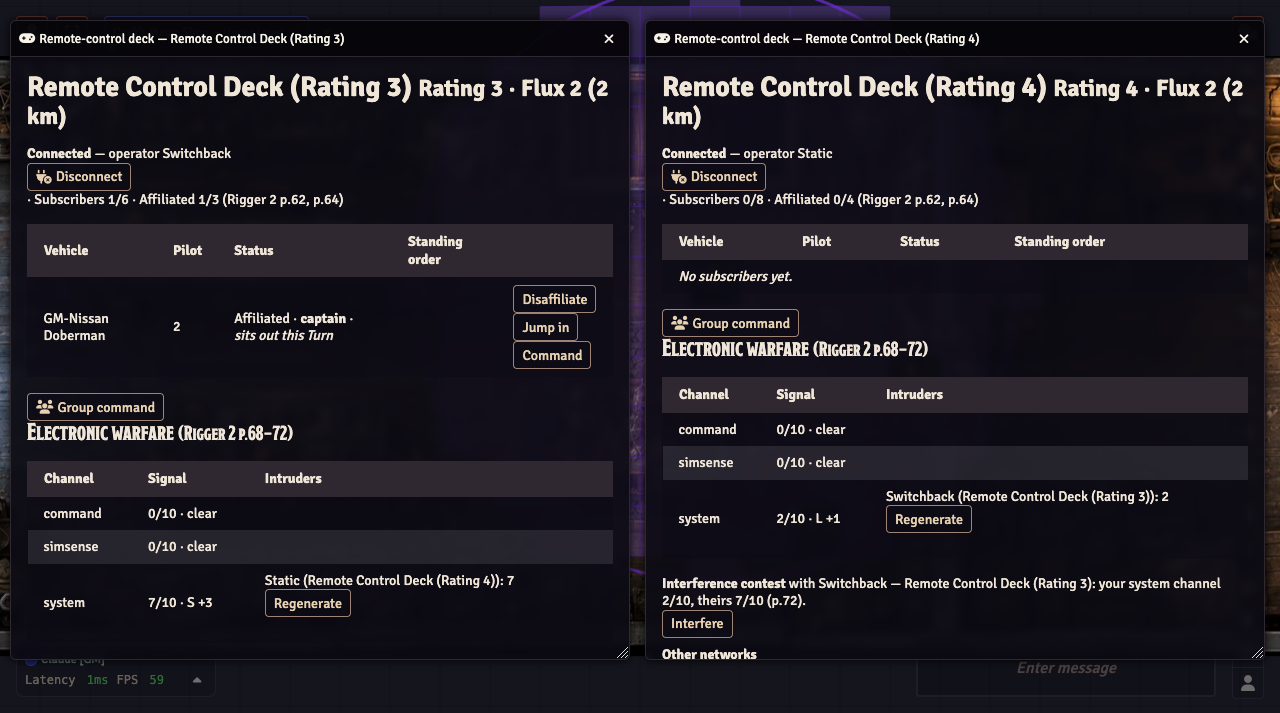 Remote-control deck — Remote Control Deck (Rating 3)
Remote Control Deck (Rating 3) Rating 3 · Flux 2 (2
km)
Connected — operator Switchback
Disconnect
· Subscribers 1/6 · Affiliated 1/3 (Rigger 2 p.62, p.64)
Vehicle Pilot Status Standing
order
GM-Nissan
Doberman
2
Affiliated · captain ·
sits out this Turn
Disaffiliate
Jump in
Command
Group command
Electronic warfare (Rigger 2 p.68–72)
Channel Signal Intruders
command 0/10 · clear
simsense 0/10 · clear
system 7/10 · S +3
Static (Remote Control Deck (Rating 4)): 7
Regenerate
Remote-control deck — Remote Control Deck (Rating 4)
Remote Control Deck (Rating 4) Rating 4 · Flux 2 (2
km)
Connected — operator Static
Disconnect
· Subscribers 0/8 · Affiliated 0/4 (Rigger 2 p.62, p.64)
Vehicle Pilot Status Standing order
No subscribers yet.
Group command
Electronic warfare (Rigger 2 p.68–72)
Channel Signal Intruders
command 0/10 · clear
simsense 0/10 · clear
system 2/10 · L +1
Switchback (Remote Control Deck (Rating 3)): 2
Regenerate
Interference contest with Switchback — Remote Control Deck (Rating 3): your system channel
2/10, theirs 7/10 (p.72).
Interfere
Other networks
Claude [GM]
Latency 1ms FPS 59
Enter message